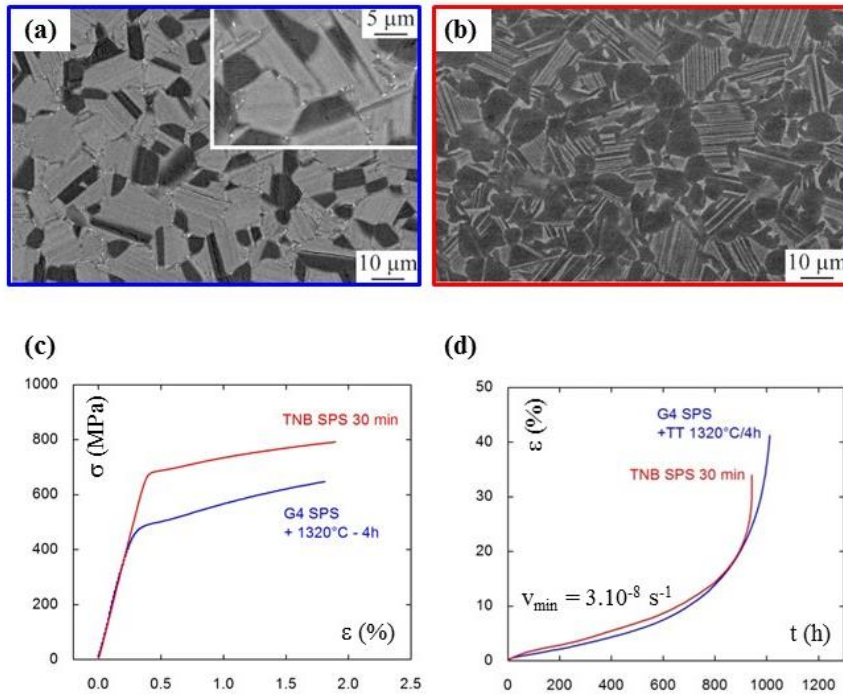 (a)
5 μm
10 μm
(b)
10 μm
(c)
σ (MPa)
1000
800
600
400
200
0
TNB SPS 30 min
G4 SPS
+ 1320°C - 4h
ε (%)
0.0 0.5 1.0 1.5 2.0 2.5
(d)
ε (%)
50
40
30
20
10
0
G4 SPS
+TT 1320°C/4h
TNB SPS 30 min
vmin = 3.10-8 s-1
t (h)
0 200 400 600 800 1000 1200